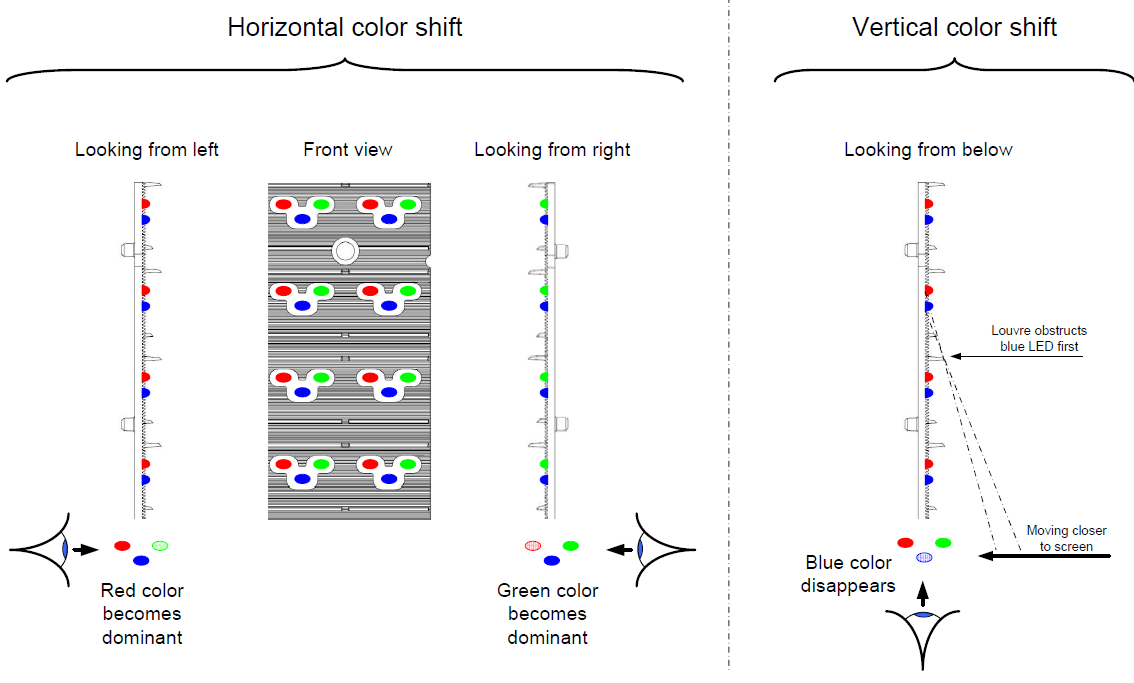 Horizontal color shift
Vertical color shift
Looking from left
Front view
Looking from right
Looking from below
Louvre obstructs
blue LED first
Moving closer
to screen
Red color
becomes
dominant
Green color
becomes
dominant
Blue color
disappears